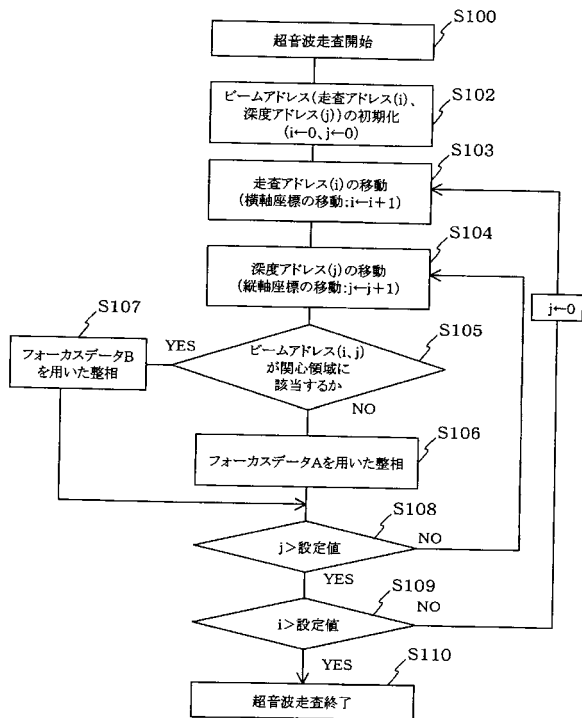 S100
超音波走査開始
S102
ビームアドレス(走査アドレス(i)、
深度アドレス(j))の初期化
(i←0、j←0)
S103
走査アドレス(i)の移動
(横軸座標の移動:i←i+1)
S104
深度アドレス(j)の移動
(縦軸座標の移動:j←j+1)
j←0
S107
フォーカスデータB
を用いた整相
YES
S105
ビームアドレス(i、j)
が関心領域に
該当するか
NO
S106
フォーカスデータAを用いた整相
S108
j>設定値
NO
YES
S109
i>設定値
NO
YES
S110
超音波走査終了